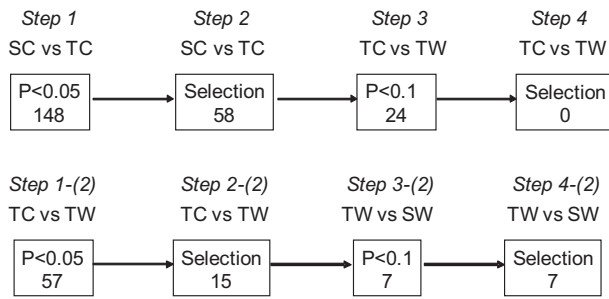 Step 1 Step 2 Step 3 Step 4
SC vs TC SC vs TC TC vs TW TC vs TW
P<0.05 Selection P<0.1 Selection
148 58 24 0
Step 1-(2) Step 2-(2) Step 3-(2) Step 4-(2)
TC vs TW TC vs TW TW vs SW TW vs SW
P<0.05 Selection P<0.1 Selection
57 15 7 7